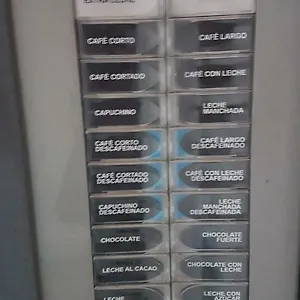 CAFÉ CORTO
CAFÉ LARGO
CAFÉ CORTADO
CAFÉ CON LECHE
CAPUCHINO
LECHE
MANCHADA
CAFÉ CORTO
DESCAFEINADO
CAFÉ LARGO
DESCAFEINADO
CAFÉ CORTADO
DESCAFEINADO
CAFÉ CON LECHE
DESCAFEINADO
CAPUCHINO
DESCAFEINADO
LECHE
MANCHADA
DESCAFEINADA
CHOCOLATE
CHOCOLATE
FUERTE
LECHE AL CACAO
CHOCOLATE CON
LECHE
LECHE
LECHE CON
AZUCAR